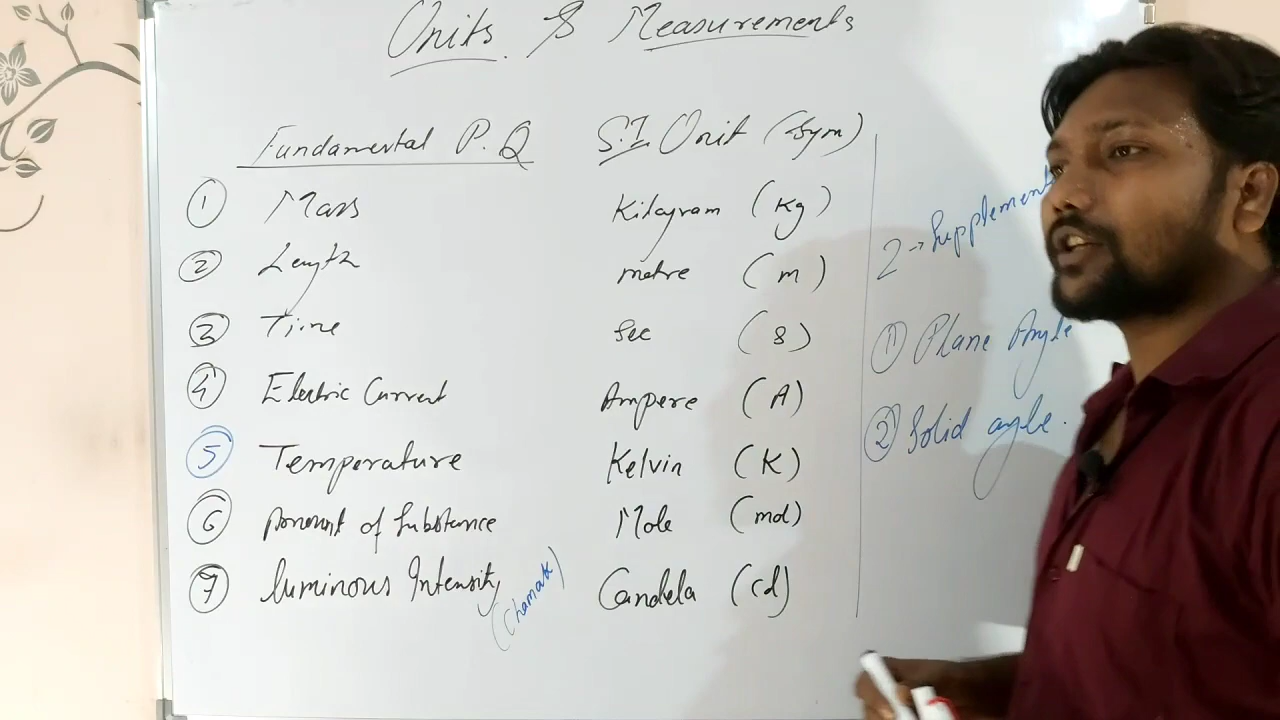 Units & Measurements
Fundamental P.Q S.I. Unit (Sym)
① Mass Kilogram (Kg)
② Length metre (m)
③ Time Sec (s)
④ Electric Current Ampere (A)
⑤ Temperature Kelvin (K)
⑥ Amount of Substance Mole (mol)
⑦ luminous Intensity (Chamak) Candela (Cd)
2 → Supplement
① Plane Angle
② Solid angle.